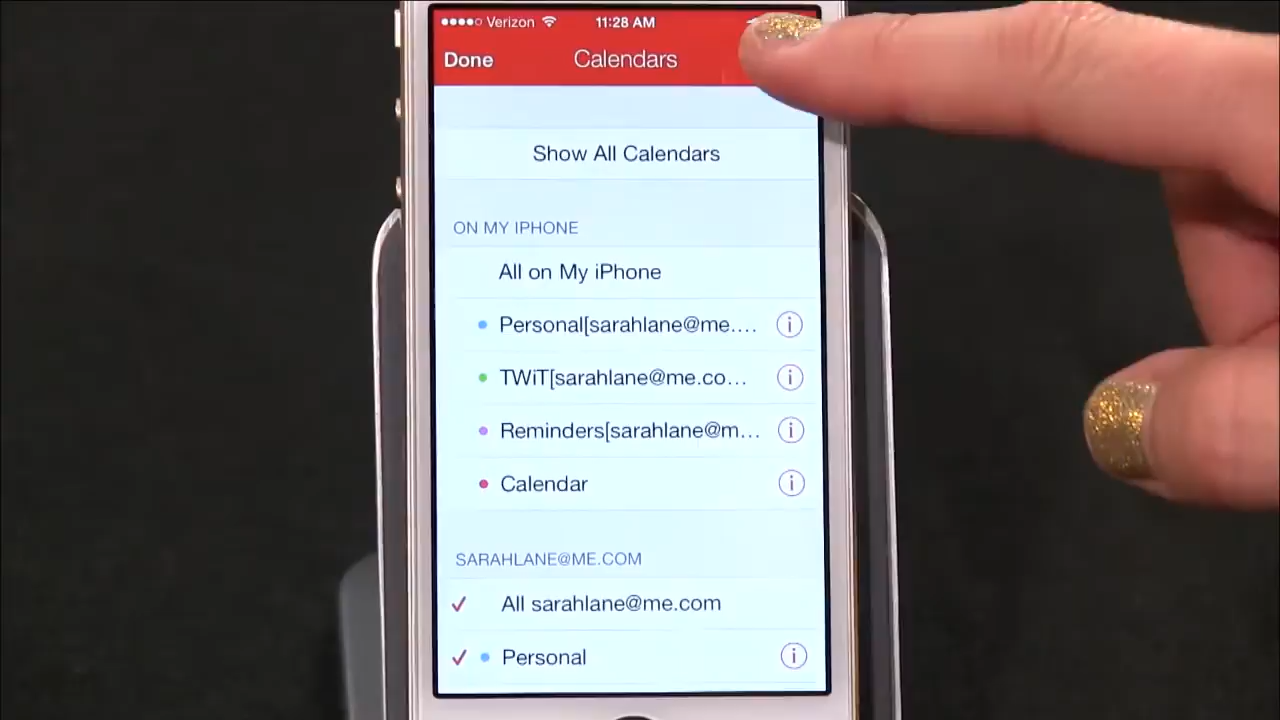 Verizon 11:28 AM
Done Calendars
Show All Calendars
ON MY IPHONE
All on My iPhone
Personal[sarahlane@me.... i
TWiT[sarahlane@me.co... i
Reminders[sarahlane@m... i
Calendar i
SARAHLANE@ME.COM
All sarahlane@me.com
Personal i